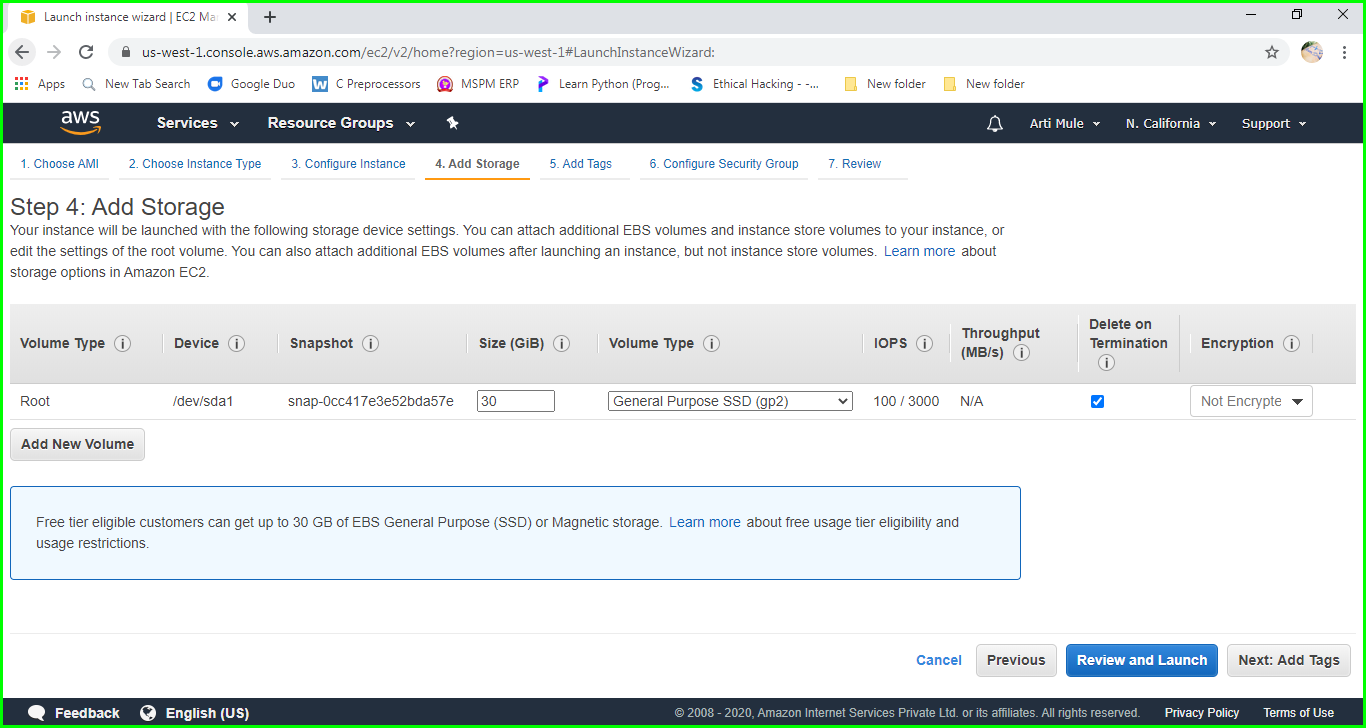 Launch instance wizard | EC2 Mar
us-west-1.console.aws.amazon.com/ec2/v2/home?region=us-west-1#LaunchInstanceWizard:
Apps New Tab Search Google Duo C Preprocessors MSPM ERP Learn Python (Prog... Ethical Hacking - -... New folder New folder
aws Services Resource Groups Arti Mule N. California Support
1. Choose AMI 2. Choose Instance Type 3. Configure Instance 4. Add Storage 5. Add Tags 6. Configure Security Group 7. Review
Step 4: Add Storage
Your instance will be launched with the following storage device settings. You can attach additional EBS volumes and instance store volumes to your instance, or
edit the settings of the root volume. You can also attach additional EBS volumes after launching an instance, but not instance store volumes. Learn more about
storage options in Amazon EC2.
Volume Type i Device i Snapshot i Size (GiB) i Volume Type i IOPS i Throughput (MB/s) i Delete on Termination i Encryption i
Root /dev/sda1 snap-0cc417e3e52bda57e 30 General Purpose SSD (gp2) 100 / 3000 N/A Not Encrypte
Add New Volume
Free tier eligible customers can get up to 30 GB of EBS General Purpose (SSD) or Magnetic storage. Learn more about free usage tier eligibility and
usage restrictions.
Cancel Previous Review and Launch Next: Add Tags
Feedback English (US) © 2008 - 2020, Amazon Internet Services Private Ltd. or its affiliates. All rights reserved. Privacy Policy Terms of Use